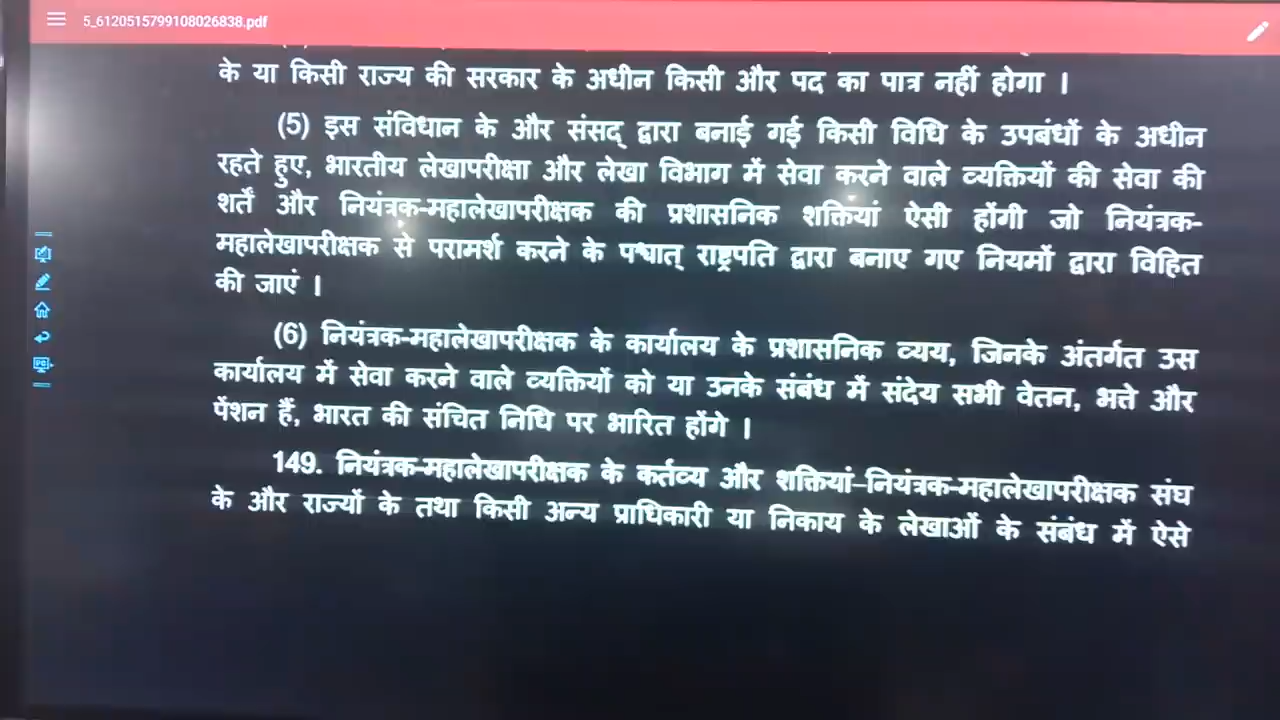 5_6120515799108026838.pdf
के या किसी राज्य की सरकार के अधीन किसी और पद का पात्र नहीं होगा ।
(5) इस संविधान के और संसद् द्वारा बनाई गई किसी विधि के उपबंधों के अधीन
रहते हुए, भारतीय लेखापरीक्षा और लेखा विभाग में सेवा करने वाले व्यक्तियों की सेवा की
शर्तें और नियंत्रक-महालेखापरीक्षक की प्रशासनिक शक्तियां ऐसी होंगी जो नियंत्रक-
महालेखापरीक्षक से परामर्श करने के पश्चात् राष्ट्रपति द्वारा बनाए गए नियमों द्वारा विहित
की जाएं ।
(6) नियंत्रक-महालेखापरीक्षक के कार्यालय के प्रशासनिक व्यय, जिनके अंतर्गत उस
कार्यालय में सेवा करने वाले व्यक्तियों को या उनके संबंध में संदेय सभी वेतन, भत्ते और
पेंशन हैं, भारत की संचित निधि पर भारित होंगे ।
149. नियंत्रक-महालेखापरीक्षक के कर्तव्य और शक्तियां–नियंत्रक-महालेखापरीक्षक संघ
के और राज्यों के तथा किसी अन्य प्राधिकारी या निकाय के लेखाओं के संबंध में ऐसे